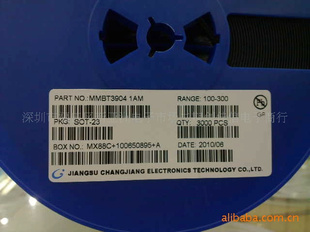 GP
PART NO.: MMBT3904 1AM
RANGE: 100-300
PKG: SOT-23
QTY: 3000 PCS
BOX NO.: MX88C+100650895+A
DATE: 2010/06
JIANGSU CHANGJIANG ELECTRONICS TECHNOLOGY CO.,LTD.
alibaba.com.cn